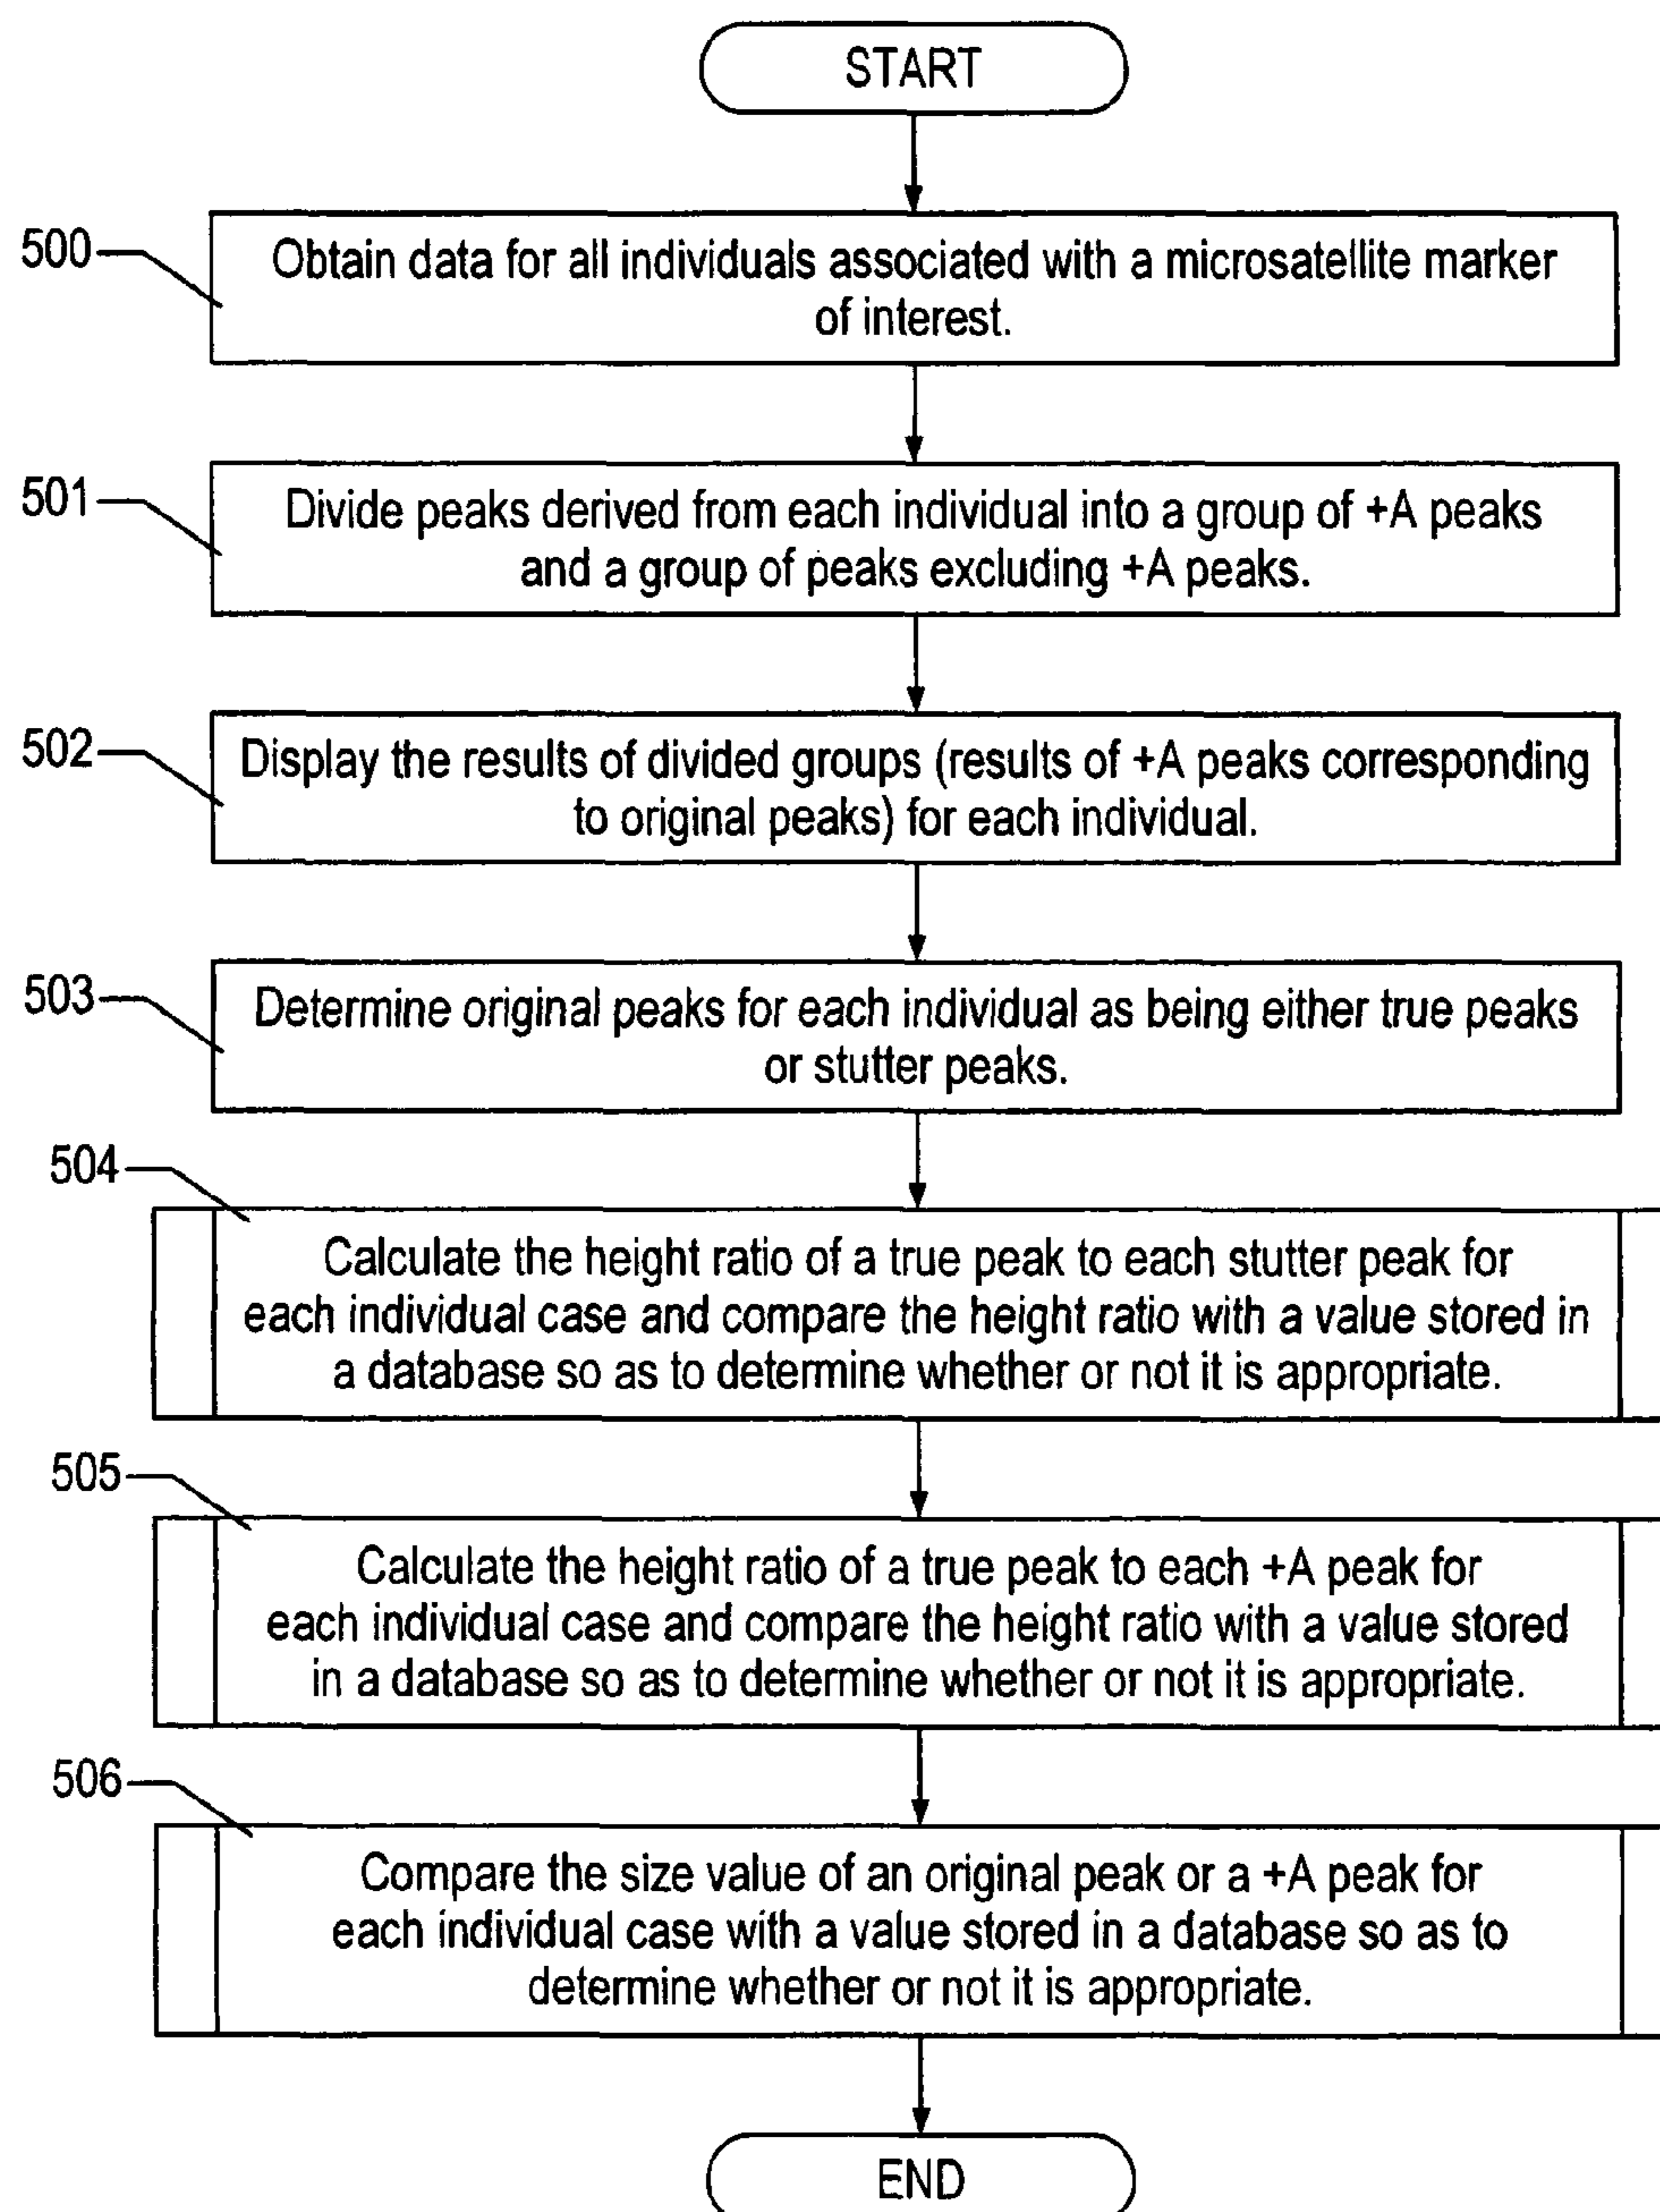 START
500
Obtain data for all individuals associated with a microsatellite marker
of interest.
501
Divide peaks derived from each individual into a group of +A peaks
and a group of peaks excluding +A peaks.
502
Display the results of divided groups (results of +A peaks corresponding
to original peaks) for each individual.
503
Determine original peaks for each individual as being either true peaks
or stutter peaks.
504
Calculate the height ratio of a true peak to each stutter peak for
each individual case and compare the height ratio with a value stored in
a database so as to determine whether or not it is appropriate.
505
Calculate the height ratio of a true peak to each +A peak for
each individual case and compare the height ratio with a value stored
in a database so as to determine whether or not it is appropriate.
506
Compare the size value of an original peak or a +A peak for
each individual case with a value stored in a database so as to
determine whether or not it is appropriate.
END